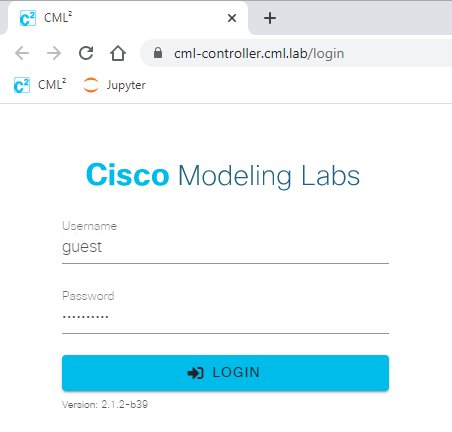 CML²
cml-controller.cml.lab/login
CML² Jupyter
Cisco Modeling Labs
Username
guest
Password
••••••••••
LOGIN
Version: 2.1.2-b39